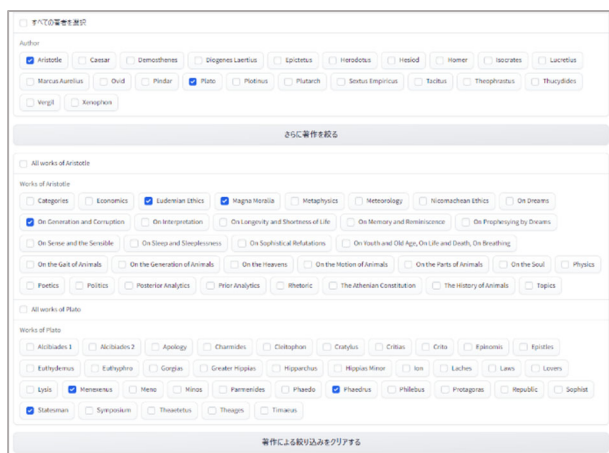 すべての著者を選択
Author
Aristotle Caesar Demosthenes Diogenes Laertius Epictetus Herodotus Hesiod Homer Isocrates Lucretius
Marcus Aurelius Ovid Pindar Plato Plotinus Plutarch Sextus Empiricus Tacitus Theophrastus Thucydides
Vergil Xenophon
さらに著作を絞る
All works of Aristotle
Works of Aristotle
Categories Economics Eudemian Ethics Magna Moralia Metaphysics Meteorology Nicomachean Ethics On Dreams
On Generation and Corruption On Interpretation On Longevity and Shortness of Life On Memory and Reminiscence On Prophesying by Dreams
On Sense and the Sensible On Sleep and Sleeplessness On Sophistical Refutations On Youth and Old Age, On Life and Death, On Breathing
On the Gait of Animals On the Generation of Animals On the Heavens On the Motion of Animals On the Parts of Animals On the Soul Physics
Poetics Politics Posterior Analytics Prior Analytics Rhetoric The Athenian Constitution The History of Animals Topics
All works of Plato
Works of Plato
Alcibiades 1 Alcibiades 2 Apology Charmides Cleitophon Cratylus Critias Crito Epinomis Epistles
Euthydemus Euthyphro Gorgias Greater Hippias Hipparchus Hippias Minor Ion Laches Laws Lovers
Lysis Menexenus Meno Minos Parmenides Phaedo Phaedrus Philebus Protagoras Republic Sophist
Statesman Symposium Theaetetus Theages Timaeus
著作による絞り込みをクリアする